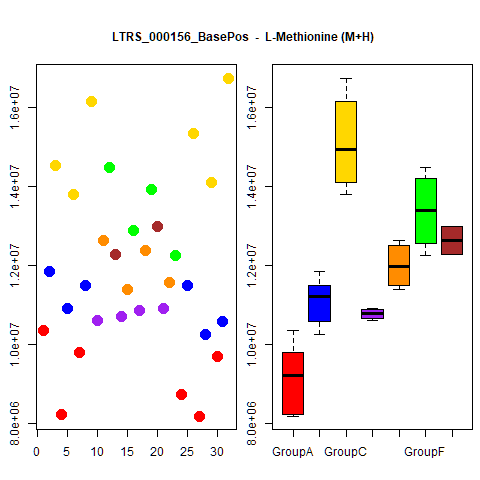 LTRS_000156_BasePos - L-Methionine (M+H)
8.0e+06 1.0e+07 1.2e+07 1.4e+07 1.6e+07
0 5 10 15 20 25 30
8.0e+06 1.0e+07 1.2e+07 1.4e+07 1.6e+07
GroupA GroupC GroupF